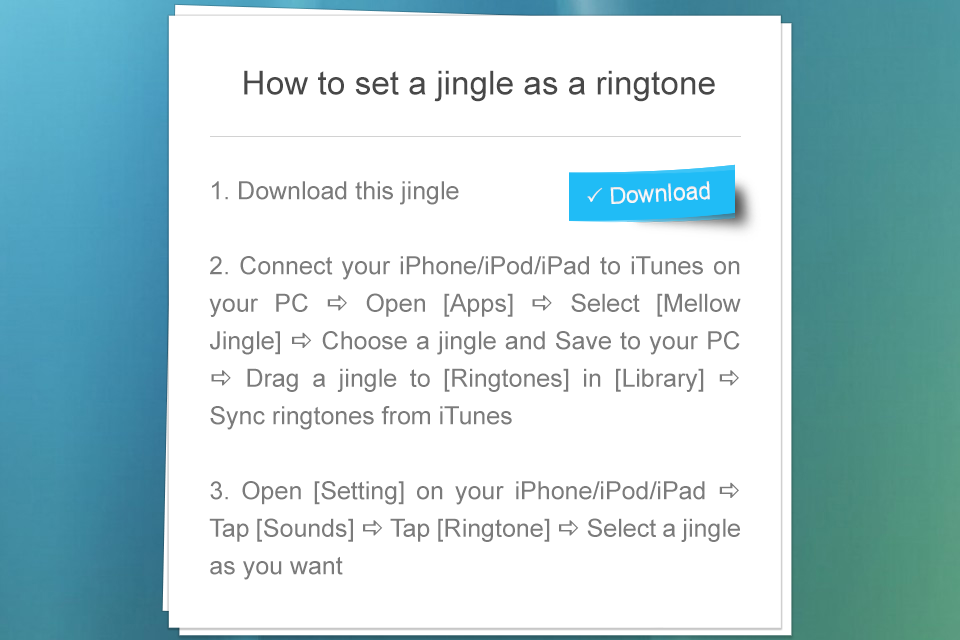 How to set a jingle as a ringtone
1. Download this jingle
✓ Download
2. Connect your iPhone/iPod/iPad to iTunes on
your PC ⇨ Open [Apps] ⇨ Select [Mellow
Jingle] ⇨ Choose a jingle and Save to your PC
⇨ Drag a jingle to [Ringtones] in [Library] ⇨
Sync ringtones from iTunes
3. Open [Setting] on your iPhone/iPod/iPad ⇨
Tap [Sounds] ⇨ Tap [Ringtone] ⇨ Select a jingle
as you want